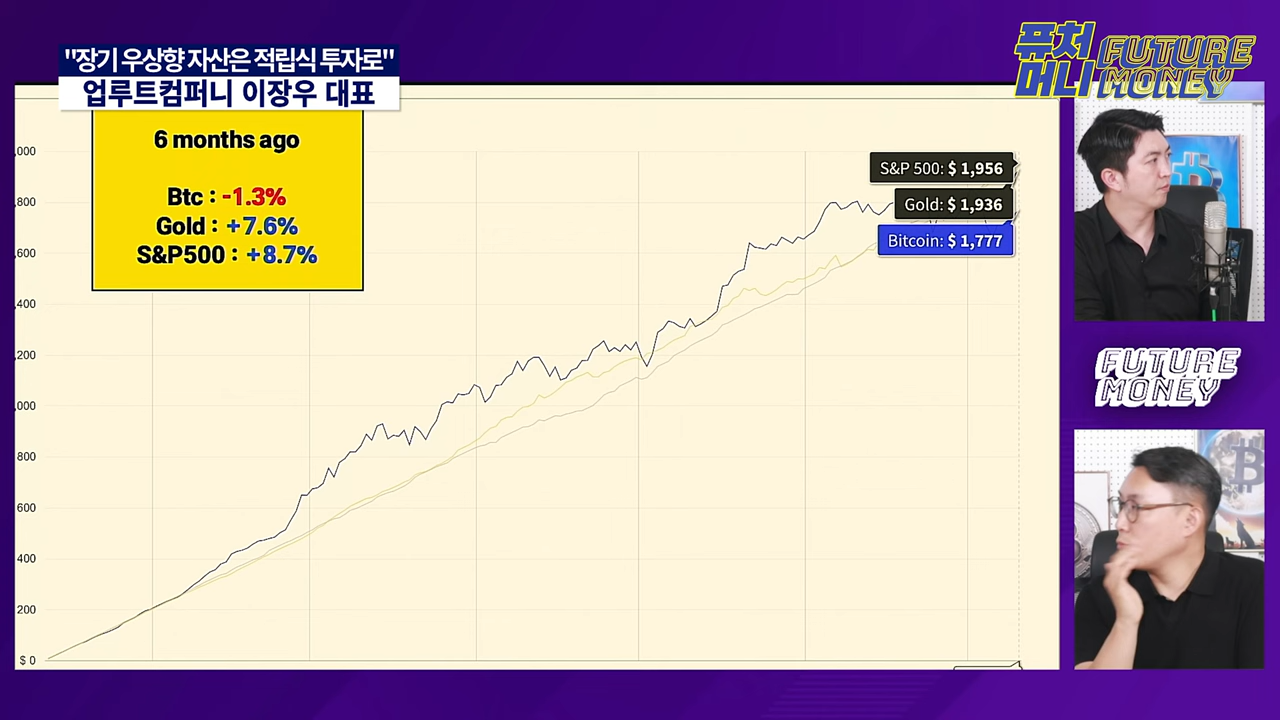 "장기 우상향 자산은 적립식 투자로"
업루트컴퍼니 이장우 대표
퓨처
머니
FUTURE
MONEY
6 months ago
Btc : -1.3%
Gold : +7.6%
S&P500 : +8.7%
S&P 500: $ 1,956
Gold: $ 1,936
Bitcoin: $ 1,777
,000
,800
,600
,400
,200
,000
800
600
400
200
$ 0
FUTURE
MONEY